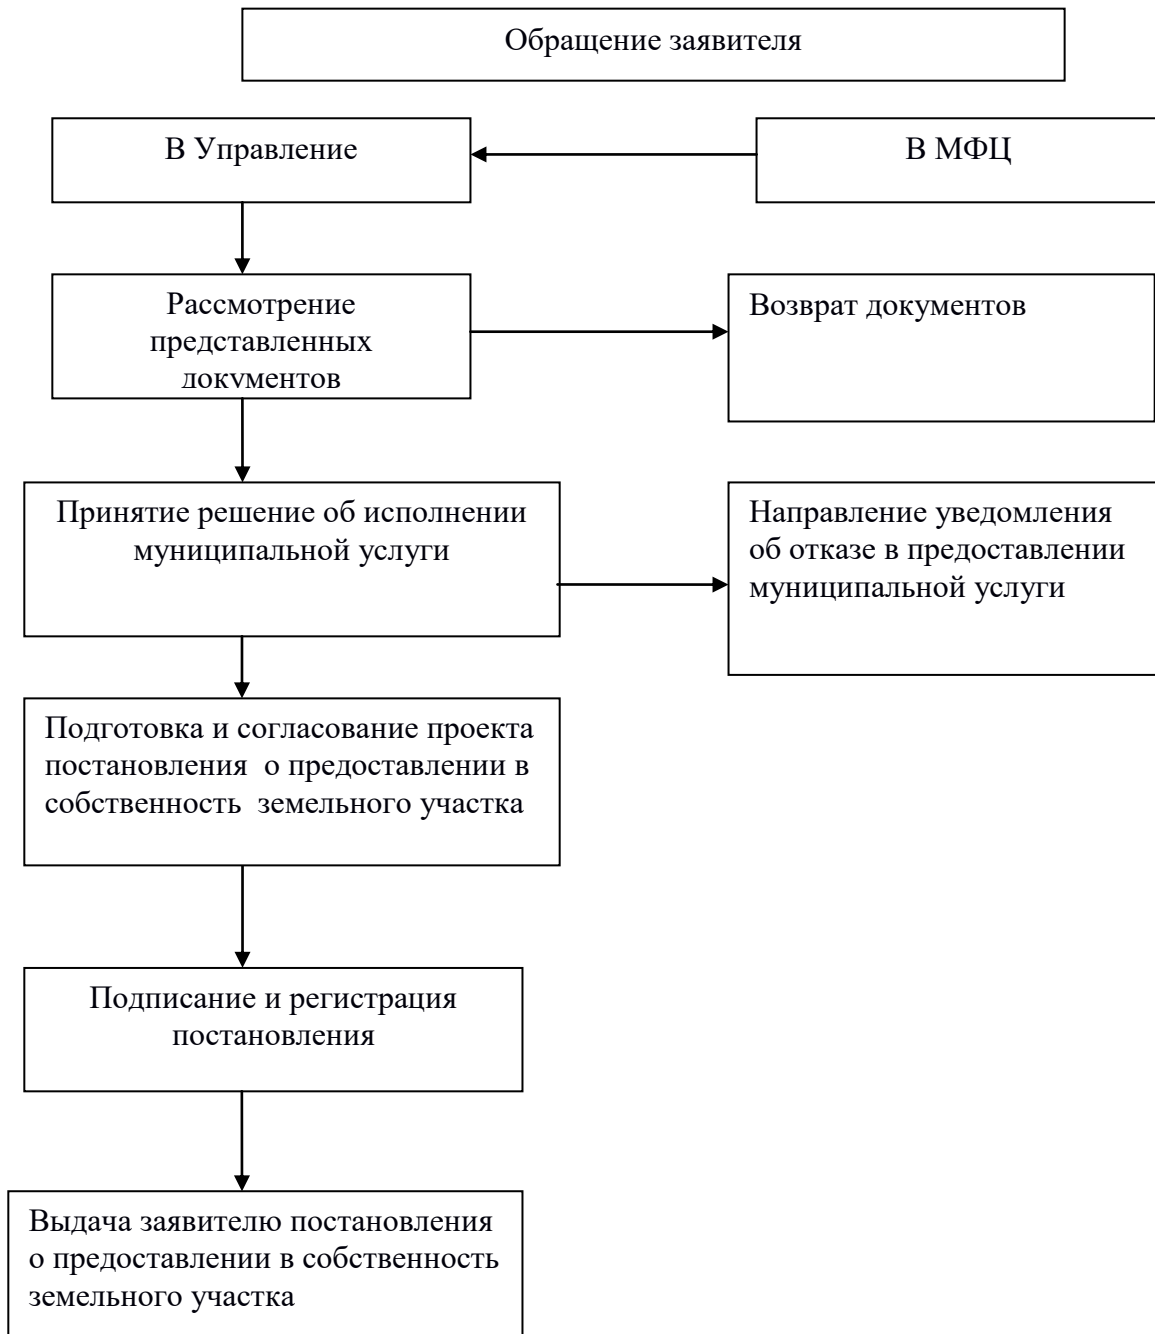 Обращение заявителя
В Управление
В МФЦ
Рассмотрение
представленных
документов
Возврат документов
Принятие решение об исполнении
муниципальной услуги
Направление уведомления
об отказе в предоставлении
муниципальной услуги
Подготовка и согласование проекта
постановления о предоставлении в
собственность земельного участка
Подписание и регистрация
постановления
Выдача заявителю постановления
о предоставлении в собственность
земельного участка